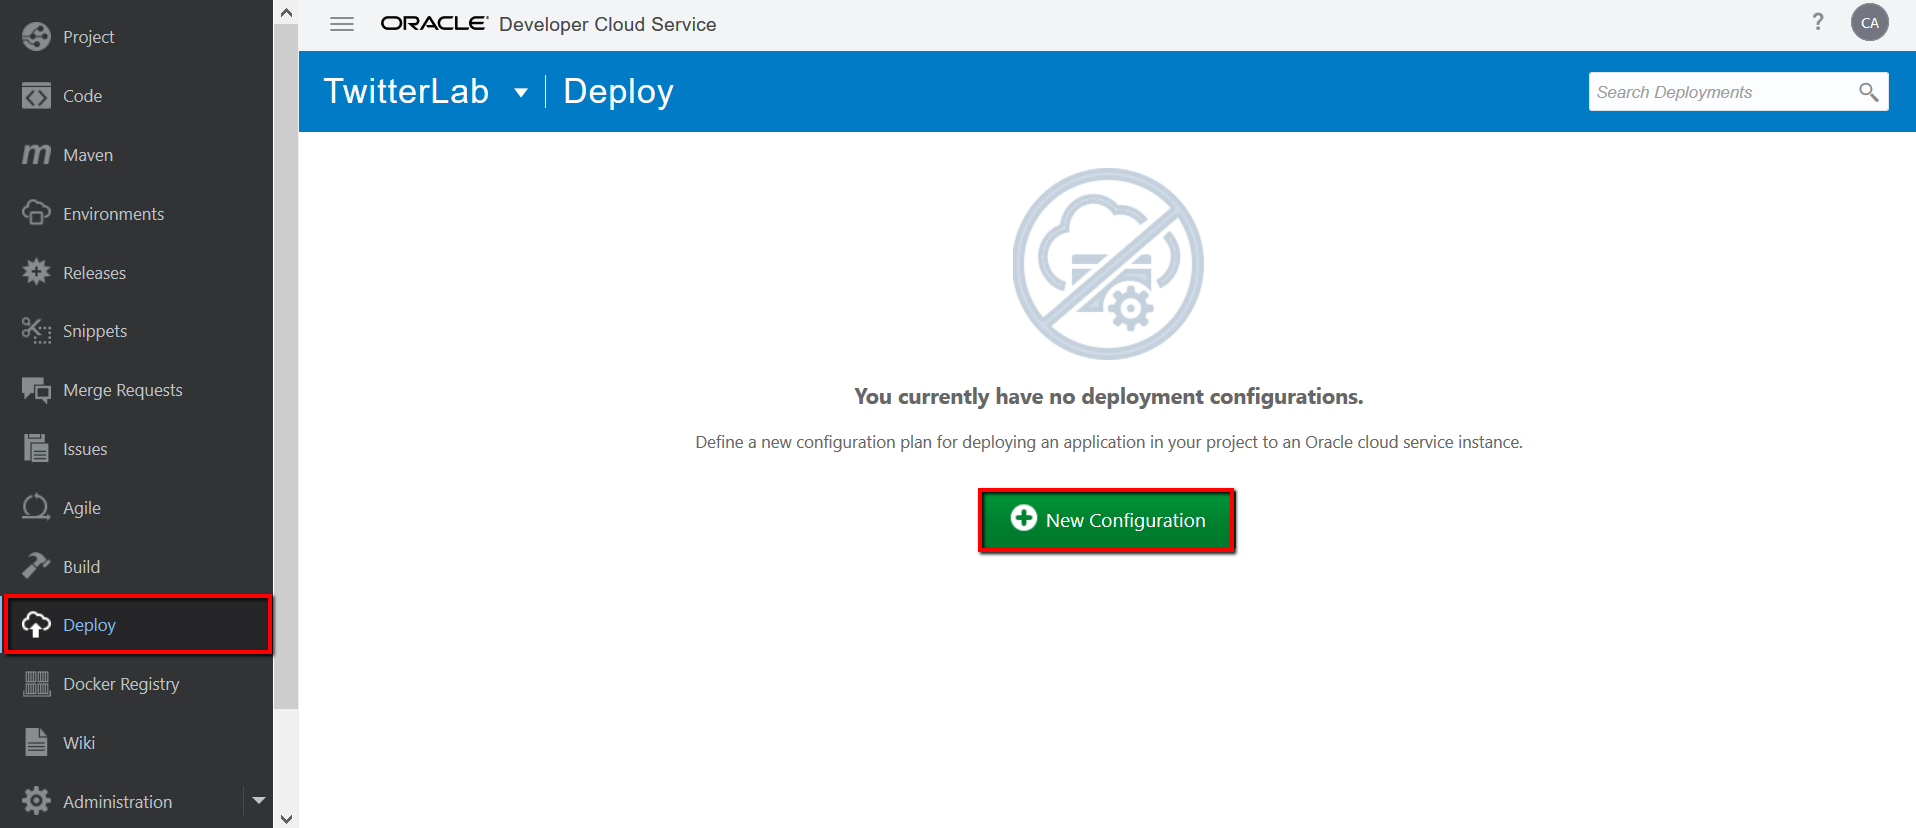 Project
Code
Maven
Environments
Releases
Snippets
Merge Requests
Issues
Agile
Build
Deploy
Docker Registry
Wiki
Administration
ORACLE Developer Cloud Service
?
CA
TwitterLab | Deploy
Search Deployments
You currently have no deployment configurations.
Define a new configuration plan for deploying an application in your project to an Oracle cloud service instance.
New Configuration